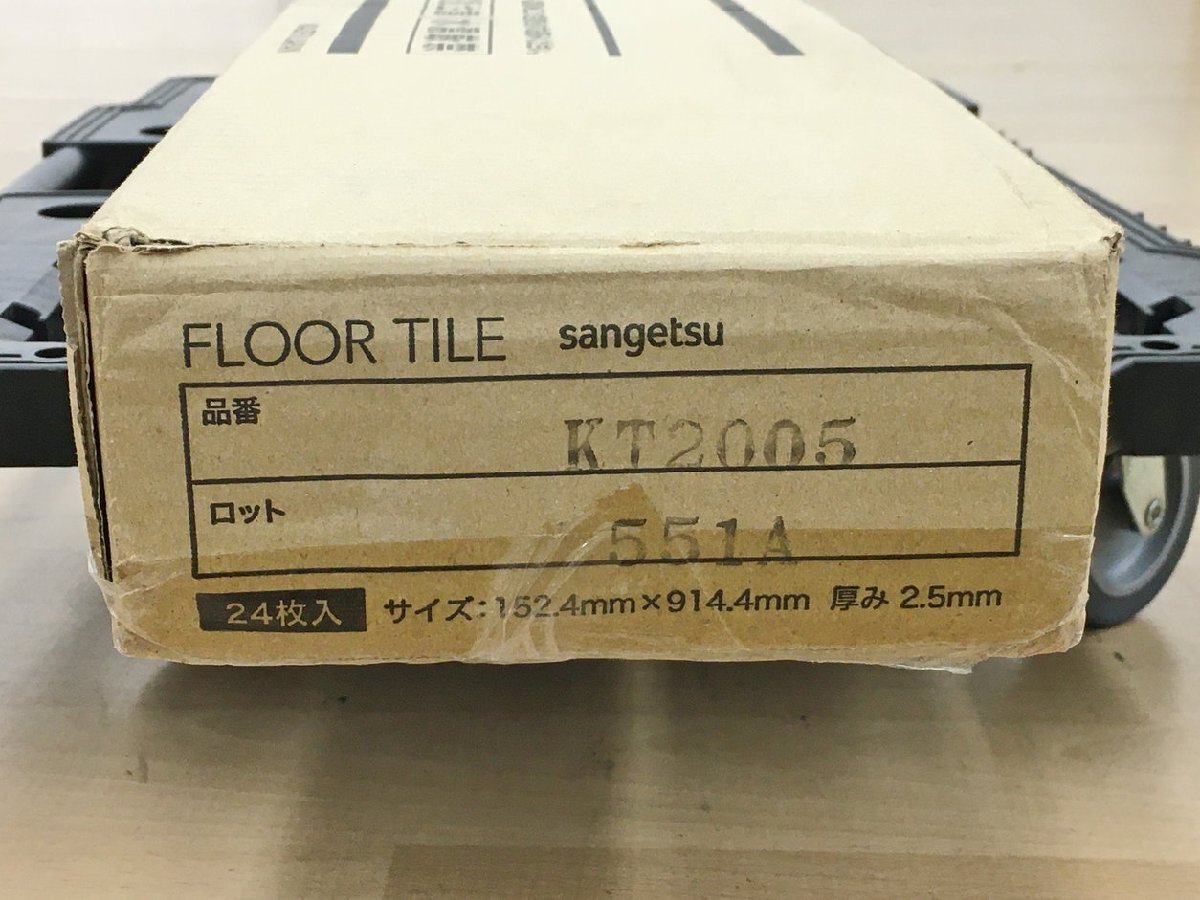 FLOOR TILE sangetsu
品番
KT2005
ロット
551A
24枚入 サイズ：152.4mm×914.4mm 厚み 2.5mm